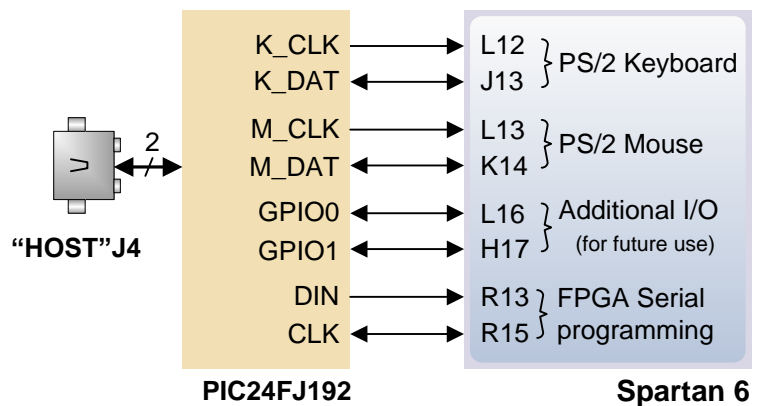 K_CLK L12
K_DAT J13
PS/2 Keyboard
2
M_CLK L13
M_DAT K14
PS/2 Mouse
"HOST"J4
GPIO0 L16
GPIO1 H17
Additional I/O
(for future use)
DIN R13
CLK R15
FPGA Serial
programming
PIC24FJ192
Spartan 6